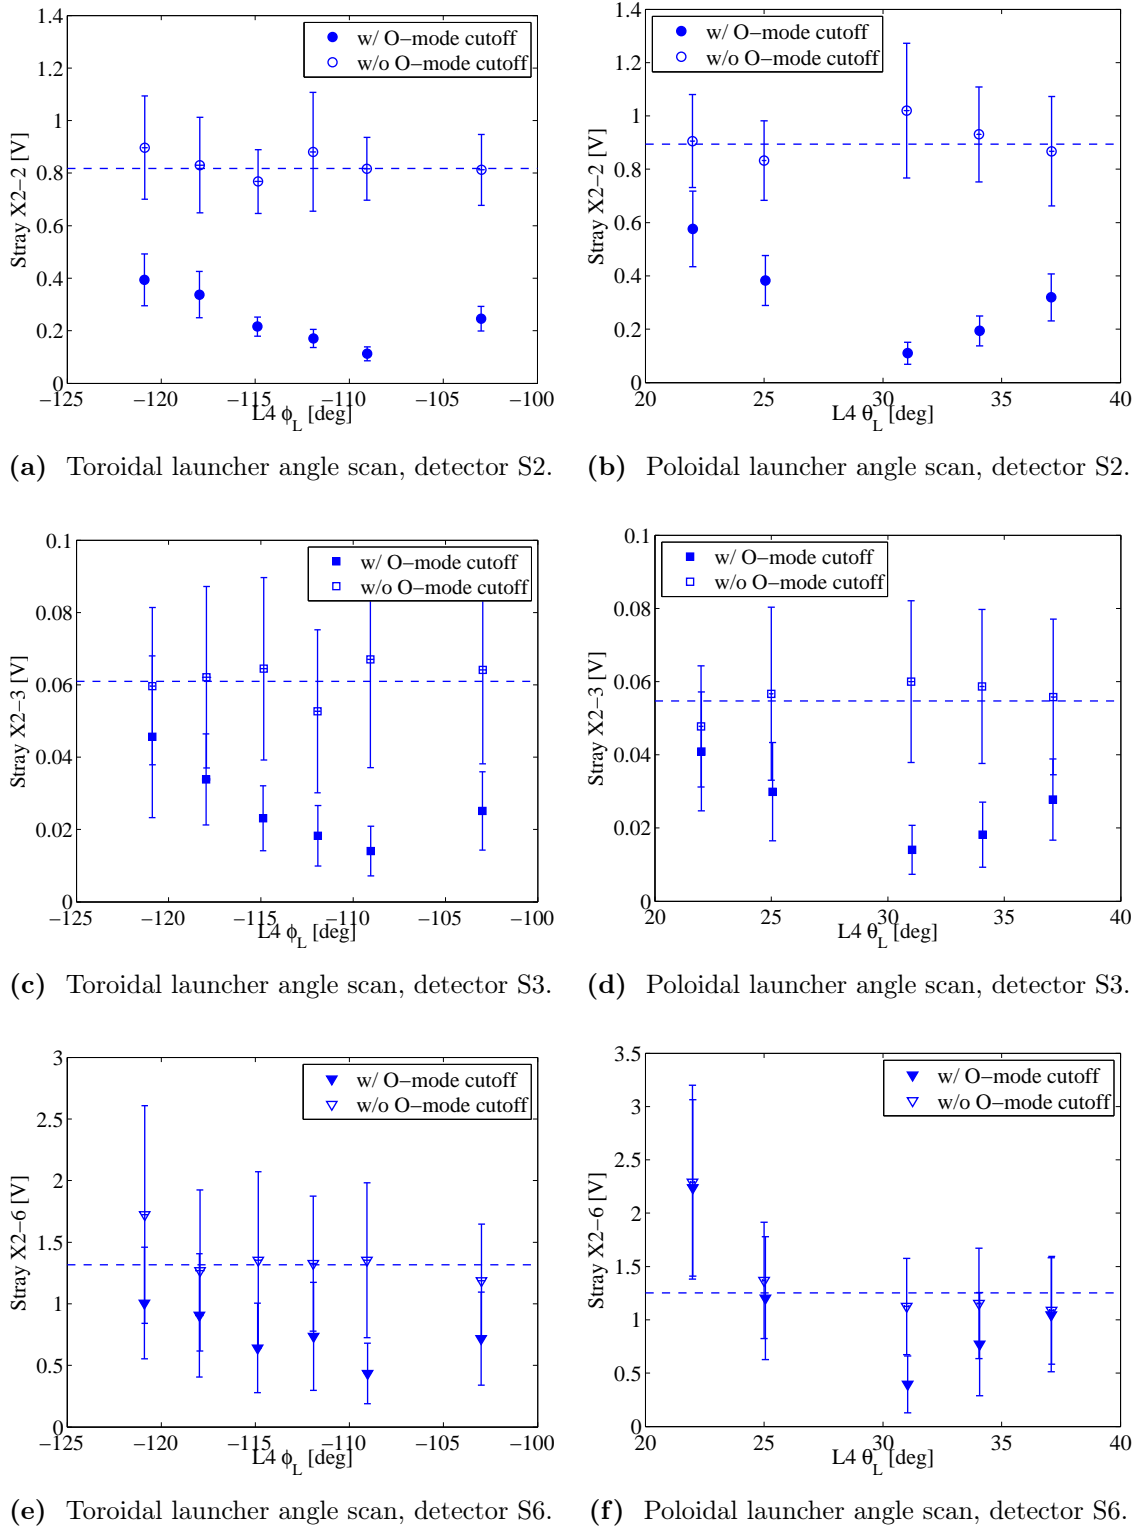 1.4
1.2
1
0.8
0.6
0.4
0.2
0
Stray X2−2 [V]
w/ O−mode cutoff
w/o O−mode cutoff
−125 −120 −115 −110 −105 −100
L4 ϕL [deg]
(a) Toroidal launcher angle scan, detector S2.
1.4
1.2
1
0.8
0.6
0.4
0.2
0
Stray X2−2 [V]
w/ O−mode cutoff
w/o O−mode cutoff
20 25 30 35 40
L4 θL [deg]
(b) Poloidal launcher angle scan, detector S2.
0.1
0.08
0.06
0.04
0.02
0
Stray X2−3 [V]
w/ O−mode cutoff
w/o O−mode cutoff
−125 −120 −115 −110 −105 −100
L4 ϕL [deg]
(c) Toroidal launcher angle scan, detector S3.
0.1
0.08
0.06
0.04
0.02
0
Stray X2−3 [V]
w/ O−mode cutoff
w/o O−mode cutoff
20 25 30 35 40
L4 θL [deg]
(d) Poloidal launcher angle scan, detector S3.
3
2.5
2
1.5
1
0.5
0
Stray X2−6 [V]
w/ O−mode cutoff
w/o O−mode cutoff
−125 −120 −115 −110 −105 −100
L4 ϕL [deg]
(e) Toroidal launcher angle scan, detector S6.
3.5
3
2.5
2
1.5
1
0.5
0
Stray X2−6 [V]
w/ O−mode cutoff
w/o O−mode cutoff
20 25 30 35 40
L4 θL [deg]
(f) Poloidal launcher angle scan, detector S6.